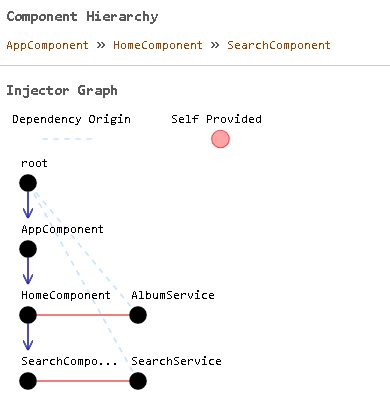 Component Hierarchy
AppComponent » HomeComponent » SearchComponent
Injector Graph
Dependency Origin Self Provided
root
AppComponent
HomeComponent AlbumService
SearchCompo... SearchService